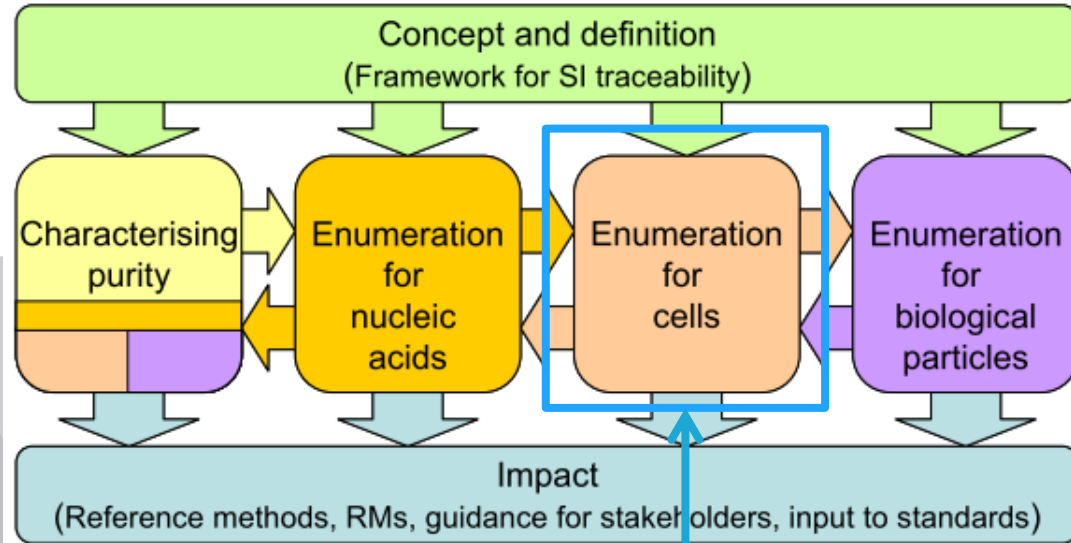 Concept and definition
(Framework for SI traceability)
Characterising
purity
Enumeration
for
nucleic
acids
Enumeration
for
cells
Enumeration
for
biological
particles
Impact
(Reference methods, RMs, guidance for stakeholders, input to standards)